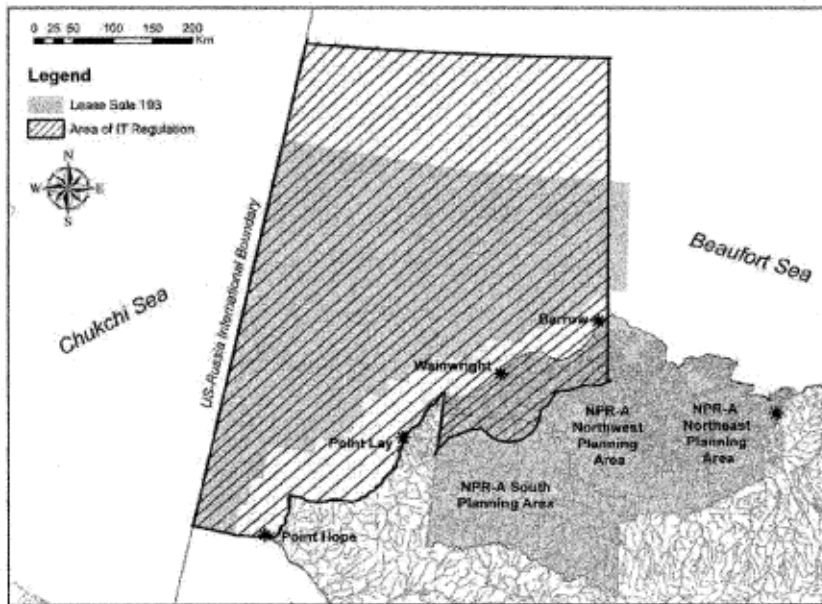 0 25 50 100 150 200
Km
Legend
Lease Sale 193
Area of IT Regulation
N
W E
S
US-Russia International Boundary
Chukchi Sea
Beaufort Sea
Barrow
Wainwright
Point Lay
Point Hope
NPR-A
Northwest
Planning
Area
NPR-A
Northeast
Planning
Area
NPR-A South
Planning Area